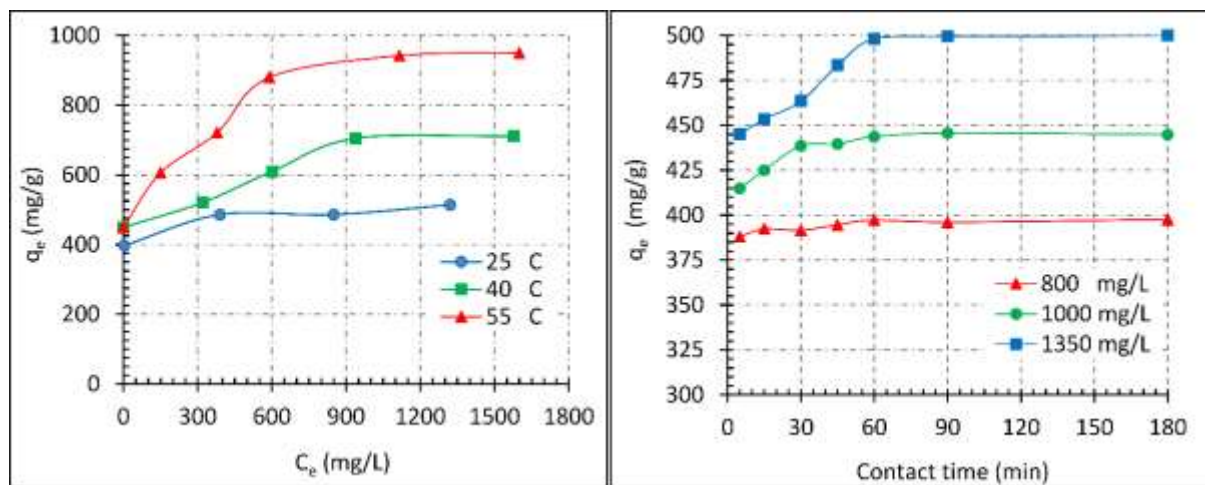 1000
800
600
400
200
0
qe (mg/g)
25 C
40 C
55 C
0 300 600 900 1200 1500 1800
Ce (mg/L)
500
475
450
425
400
375
350
325
300
qe (mg/g)
800 mg/L
1000 mg/L
1350 mg/L
0 30 60 90 120 150 180
Contact time (min)